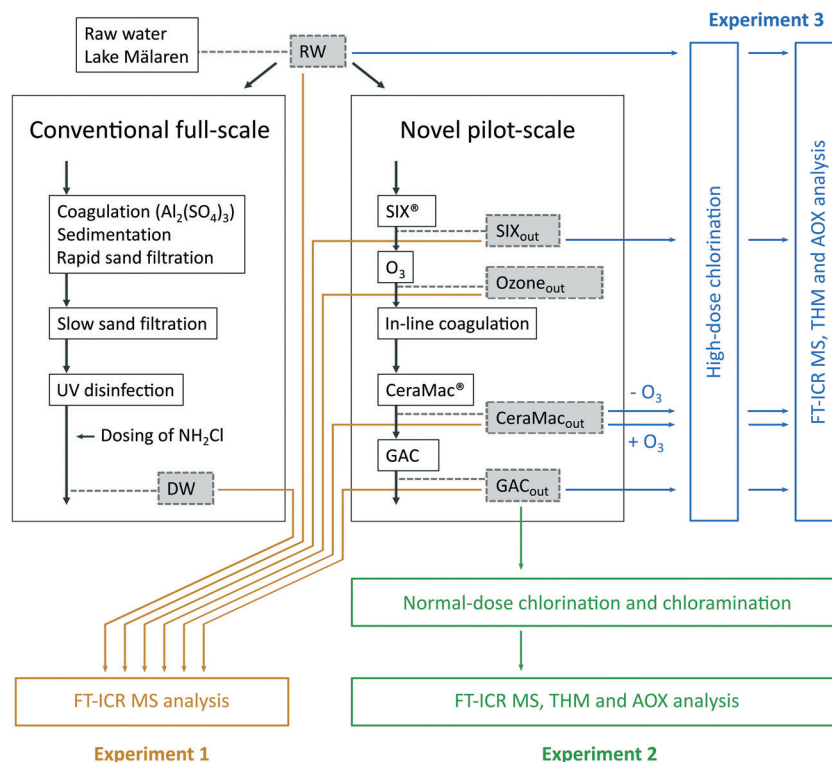 Experiment 3
Raw water
Lake Mälaren
RW
Conventional full-scale
Coagulation (Al₂(SO₄)₃)
Sedimentation
Rapid sand filtration
Slow sand filtration
UV disinfection
Dosing of NH₂Cl
DW
Novel pilot-scale
SIX®
SIXout
O₃
Ozoneout
In-line coagulation
CeraMac®
CeraMacout
- O₃
+ O₃
GAC
GACout
High-dose chlorination
FT-ICR MS, THM and AOX analysis
Normal-dose chlorination and chloramination
FT-ICR MS analysis
FT-ICR MS, THM and AOX analysis
Experiment 1
Experiment 2